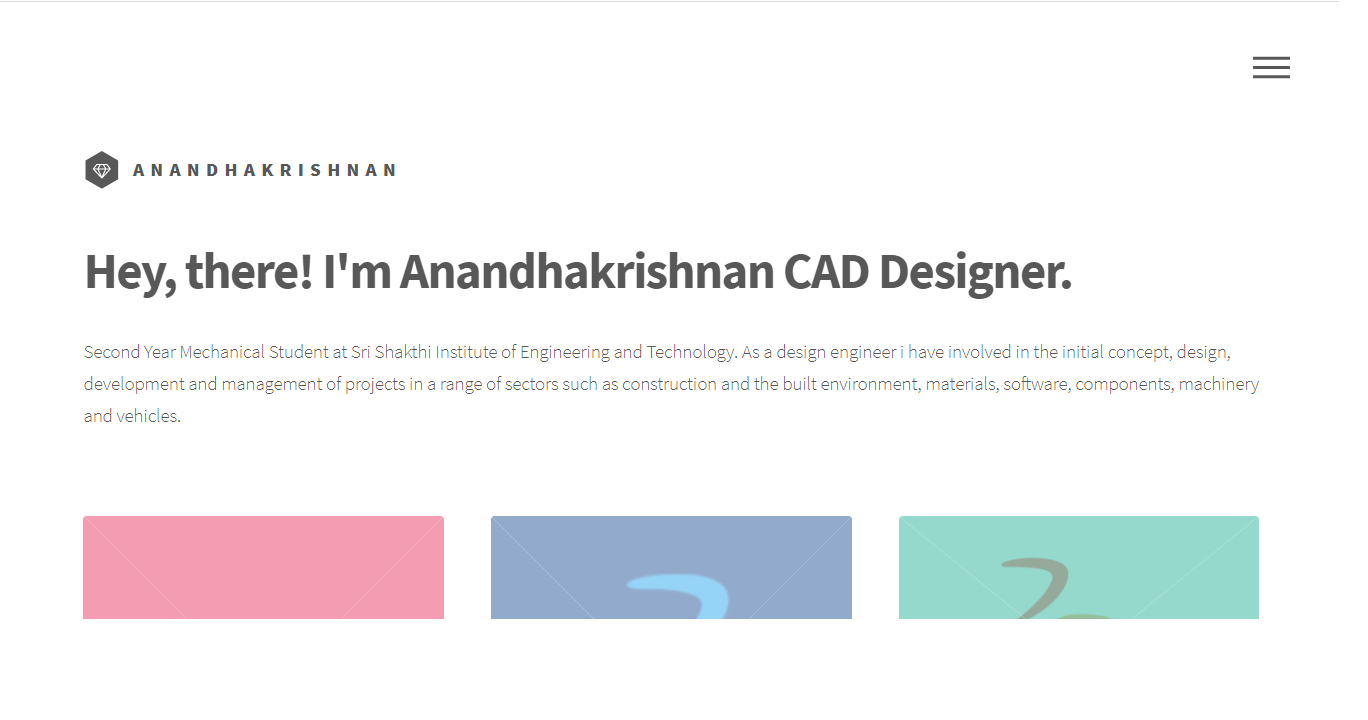 ANANDHAKRISHNAN
Hey, there! I'm Anandhakrishnan CAD Designer.
Second Year Mechanical Student at Sri Shakthi Institute of Engineering and Technology. As a design engineer i have involved in the initial concept, design,
development and management of projects in a range of sectors such as construction and the built environment, materials, software, components, machinery
and vehicles.